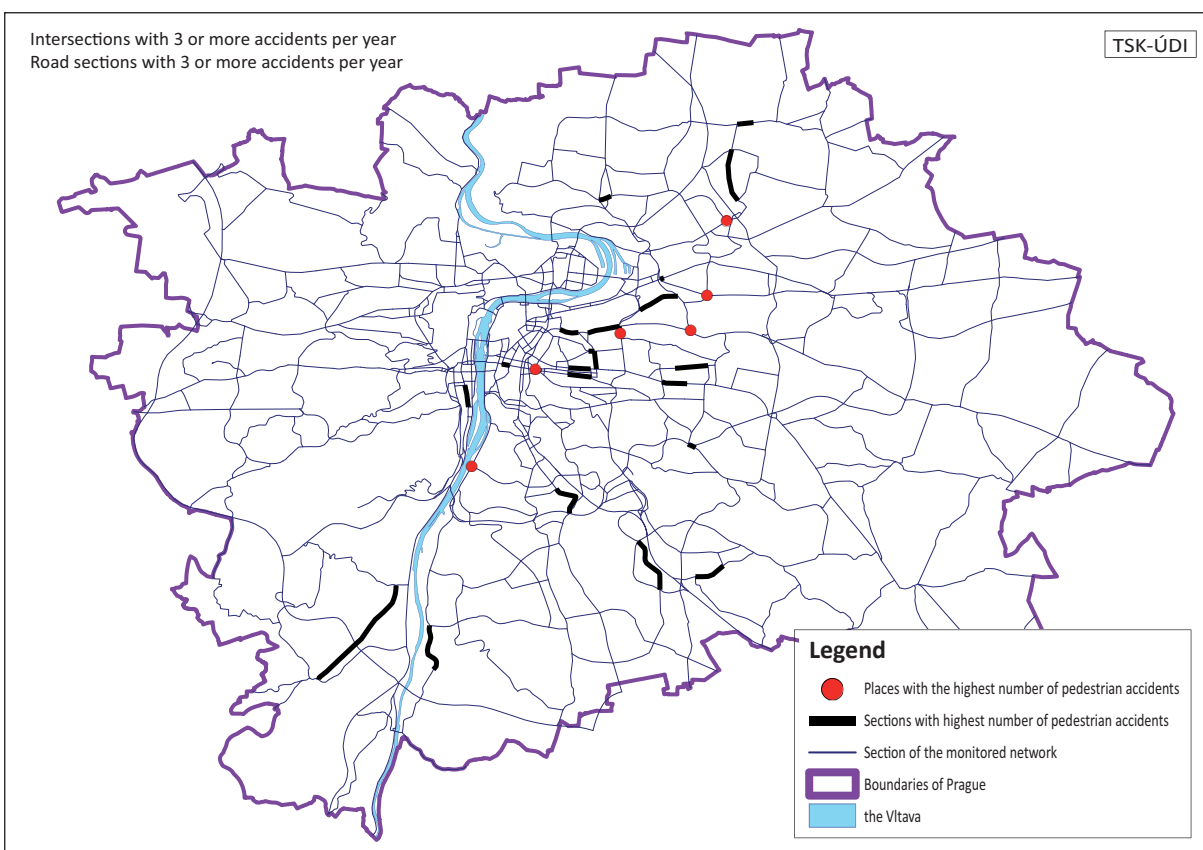 Intersections with 3 or more accidents per year
Road sections with 3 or more accidents per year
TSK-ÚDI
Legend
Places with the highest number of pedestrian accidents
Sections with highest number of pedestrian accidents
Section of the monitored network
Boundaries of Prague
the Vltava